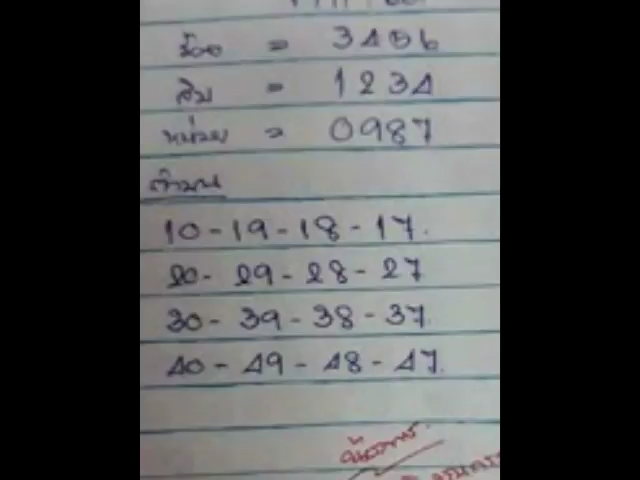 ร้อย = 3456
สิบ = 1234
หน่วย = 0987
10-19-18-17.
20-29-28-27
30-39-38-37.
40-49-48-47.